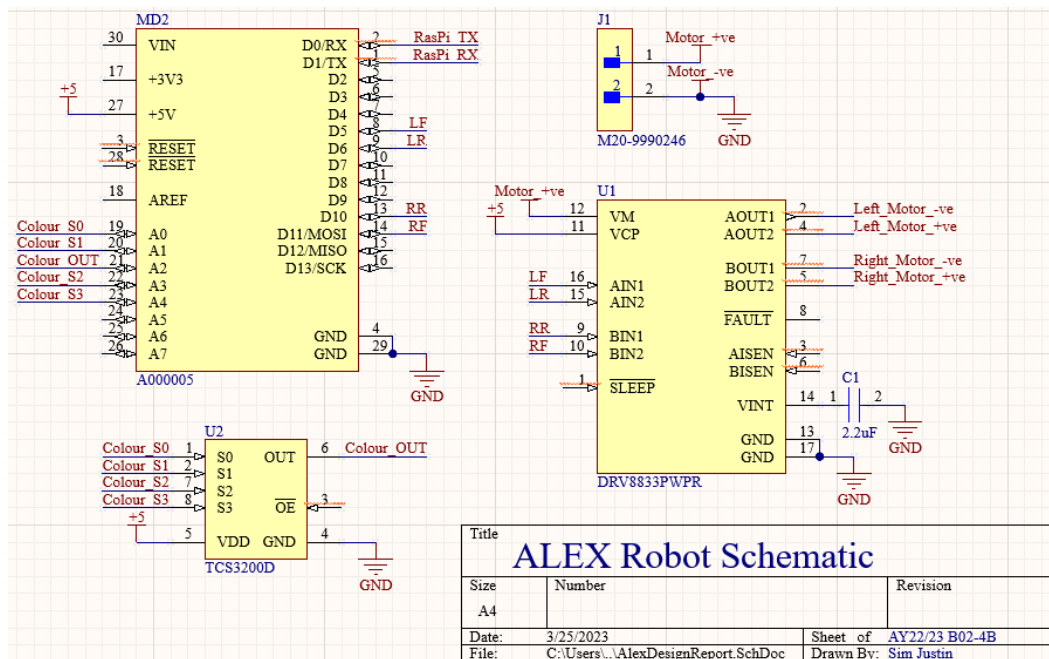 MD2
30 VIN
17 +3V3
+5
27 +5V
3 RESET
28 RESET
18 AREF
Colour_S0 19 A0
Colour_S1 20 A1
Colour_OUT 21 A2
Colour_S2 22 A3
Colour_S3 23 A4
24 A5
25 A6
26 A7
D0/RX 2 RasPi_TX
D1/TX 1 RasPi_RX
D2 5
D3 6
D4 7
D5 8 LF
D6 9 LR
D7 10
D8 11
D9 12
D10 13 RR
D11/MOSI 14 RF
D12/MISO 15
D13/SCK 16
GND 4
GND 29
GND
A000005
J1
1 1 Motor_+ve
2 2 Motor_-ve
GND
M20-9990246
U1
Motor_+ve
12 VM
+5
11 VCP
LF 16 AIN1
LR 15 AIN2
RR 9 BIN1
RF 10 BIN2
1 SLEEP
AOUT1 2 Left_Motor_-ve
AOUT2 4 Left_Motor_+ve
BOUT1 7 Right_Motor_-ve
BOUT2 5 Right_Motor_+ve
FAULT 8
AISEN 3
BISEN 6
VINT 14 1 C1 2
2.2uF
GND
GND 13
GND 17
GND
DRV8833PWPR
U2
Colour_S0 1 S0
Colour_S1 2 S1
Colour_S2 7 S2
Colour_S3 8 S3
+5
5 VDD
OUT 6 Colour_OUT
OE 3
GND 4
GND
TCS3200D
Title
ALEX Robot Schematic
Size Number Revision
A4
Date: 3/25/2023 Sheet of AY22/23 B02-4B
File: C:\Users\..\AlexDesignReport.SchDoc Drawn By: Sim Justin